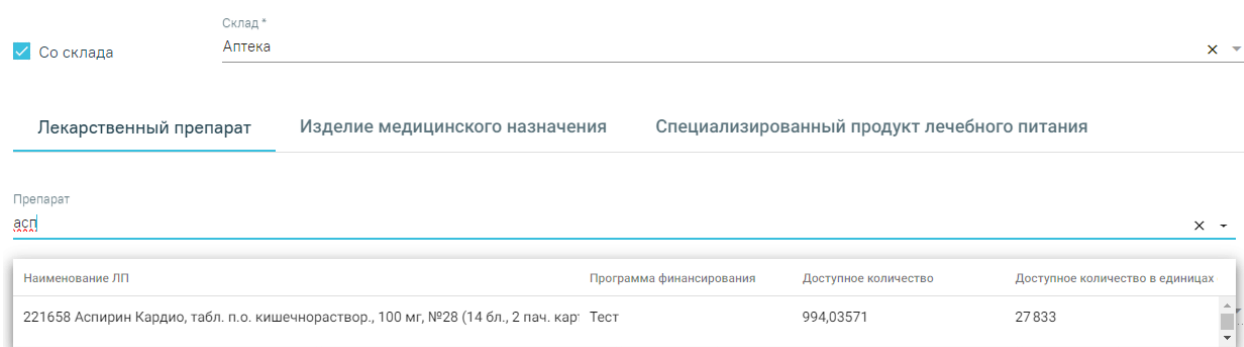 Склад *
Со склада
Аптека
Лекарственный препарат Изделие медицинского назначения Специализированный продукт лечебного питания
Препарат
асп
Наименование ЛП Программа финансирования Доступное количество Доступное количество в единицах
221658 Аспирин Кардио, табл. п.о. кишечнораствор., 100 мг, №28 (14 бл., 2 пач. кар Тест 994,03571 27 833